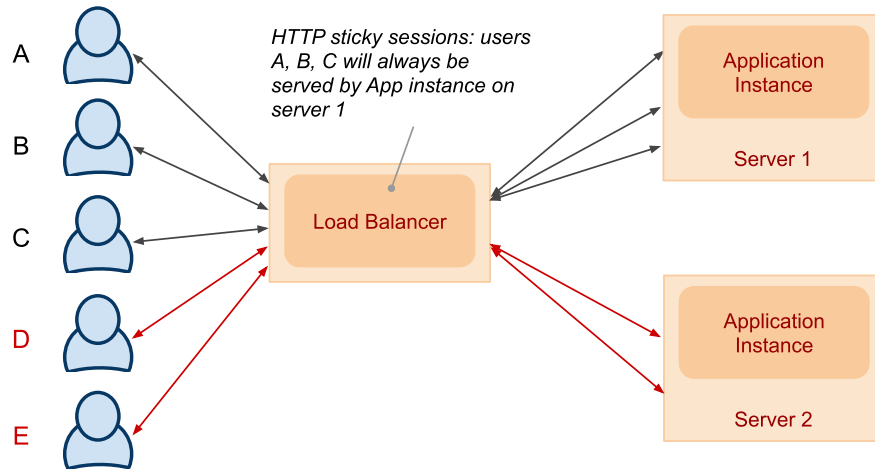 A
HTTP sticky sessions: users
A, B, C will always be
served by App instance on
server 1
Application
Instance
B
Server 1
C
Load Balancer
D
Application
Instance
E
Server 2